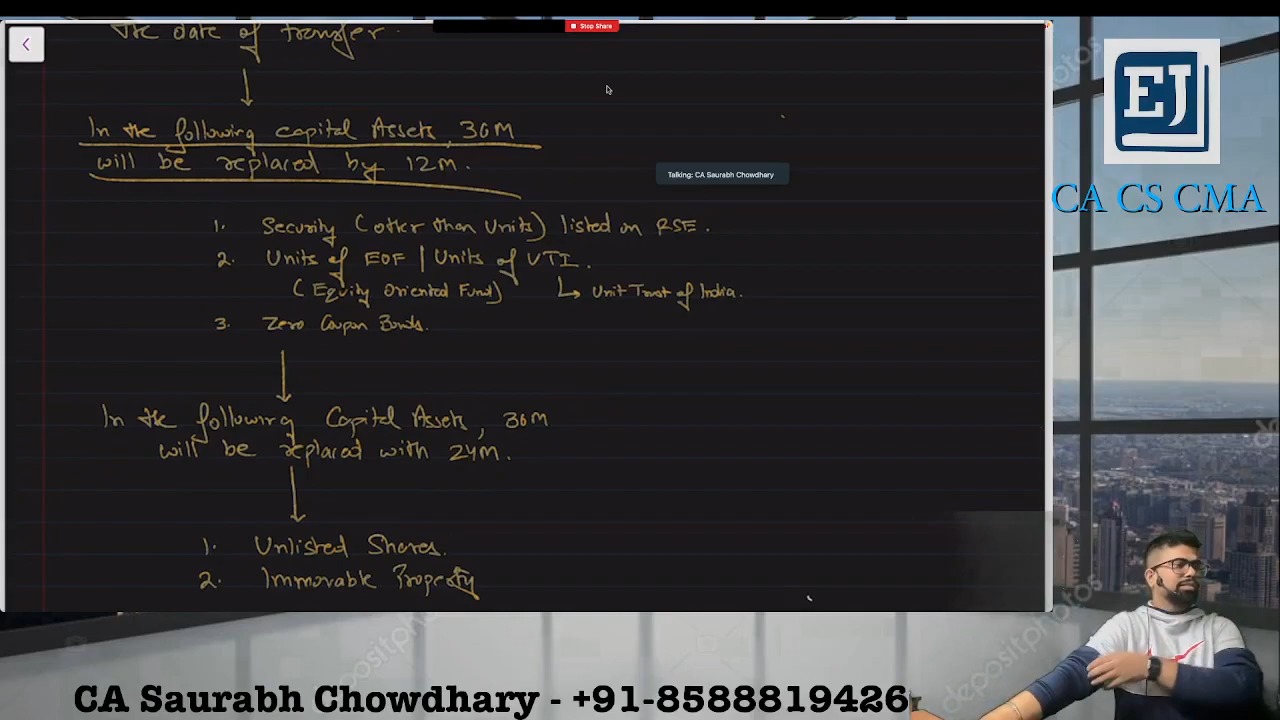 the date of transfer.
Stop Share
In the following capital Assets, 36M
will be replaced by 12M.
Talking: CA Saurabh Chowdhary
1. Security (other than Units) listed on RSE.
2. Units of EOF | Units of UTI.
(Equity Oriented Fund) ↳ Unit Trust of India.
3. Zero Coupon Bonds.
In the following Capital Assets, 36M
will be replaced with 24M.
1. Unlisted Shares.
2. Immovable Property
EJ
CA CS CMA
depositphotos
CA Saurabh Chowdhary - +91-8588819426